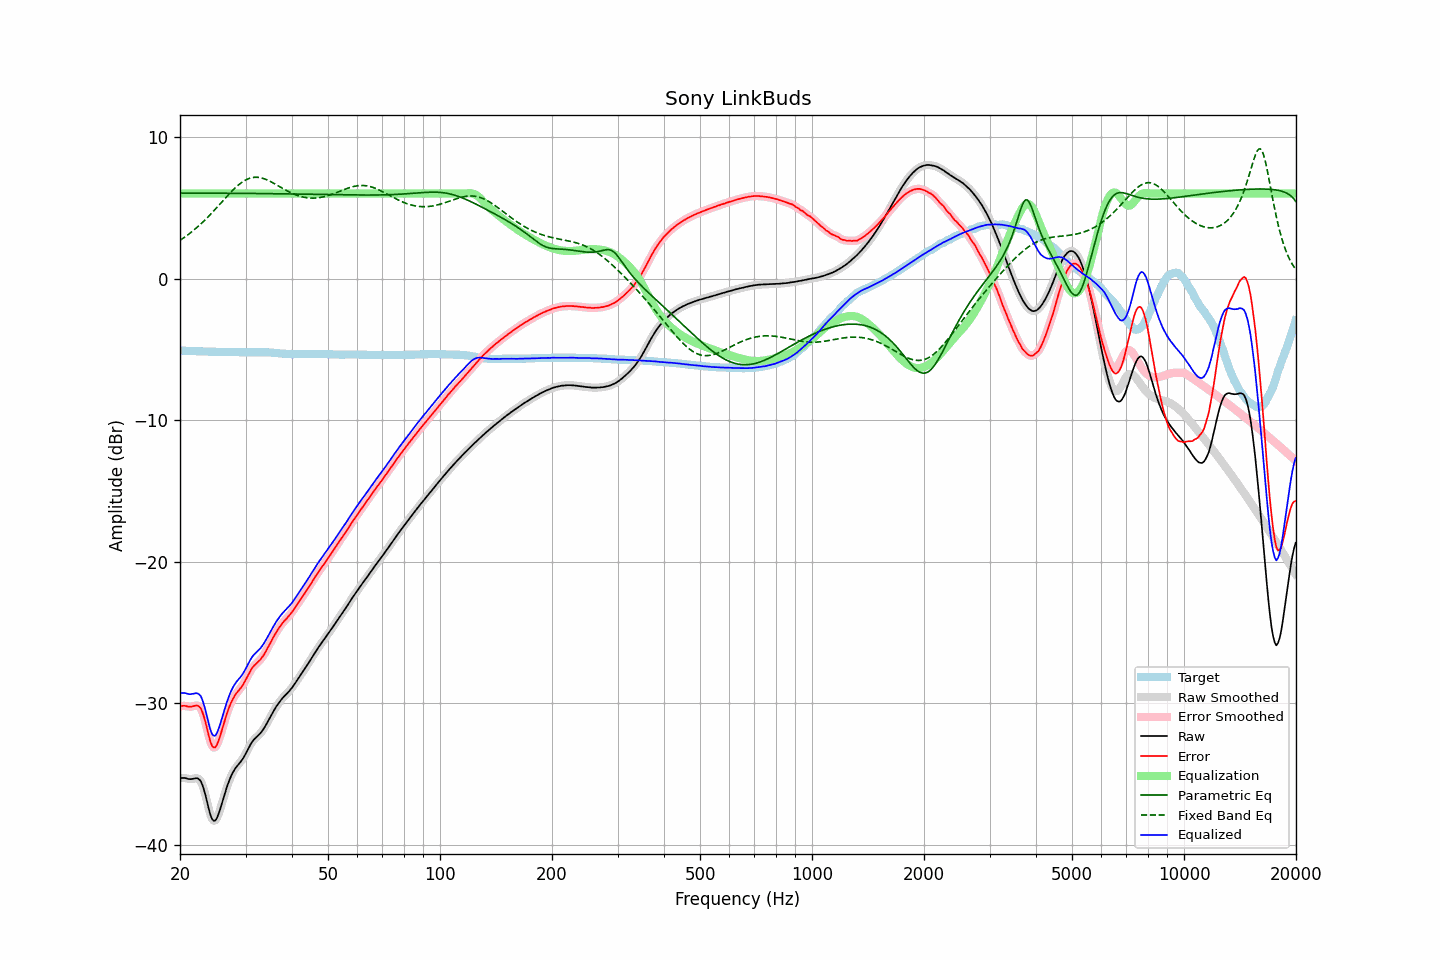 Sony LinkBuds
10
0
−10
−20
−30
−40
Amplitude (dBr)
20
50
100
200
500
1000
2000
5000
10000
20000
Frequency (Hz)
Target
Raw Smoothed
Error Smoothed
Raw
Error
Equalization
Parametric Eq
Fixed Band Eq
Equalized